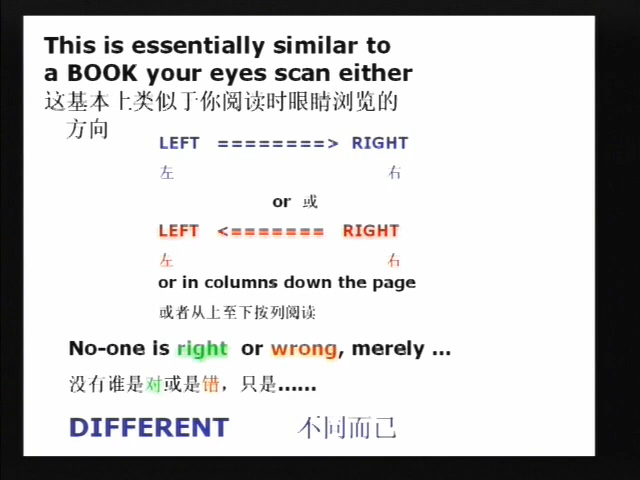 This is essentially similar to
a BOOK your eyes scan either
这基本上类似于你阅读时眼睛浏览的
方向
LEFT ========> RIGHT
左 右
or 或
LEFT <======= RIGHT
左 右
or in columns down the page
或者从上至下按列阅读
No-one is right or wrong, merely ...
没有谁是对或是错，只是……
DIFFERENT 不同而已